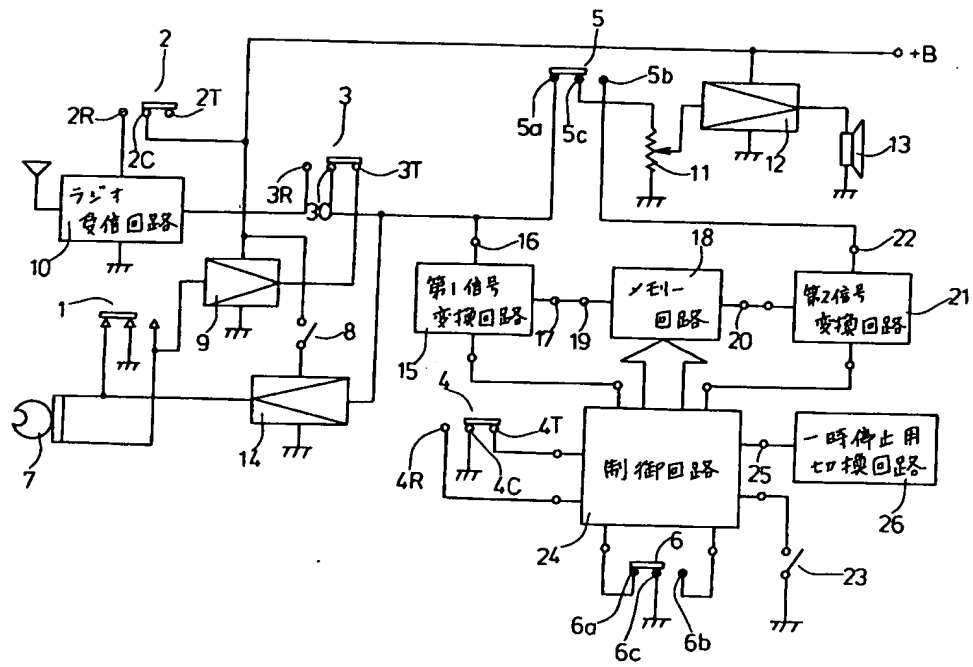 2
2R
2C
2T
3
3R
30
3T
5
5a
5c
5b
+B
11
12
13
ラジオ
受信回路
10
1
9
8
7
14
16
第1信号
変換回路
15
17
19
18
メモリー
回路
20
22
第2信号
変換回路
21
4
4T
4R
4C
制御回路
24
25
一時停止用
切換回路
26
6
6a
6c
6b
23